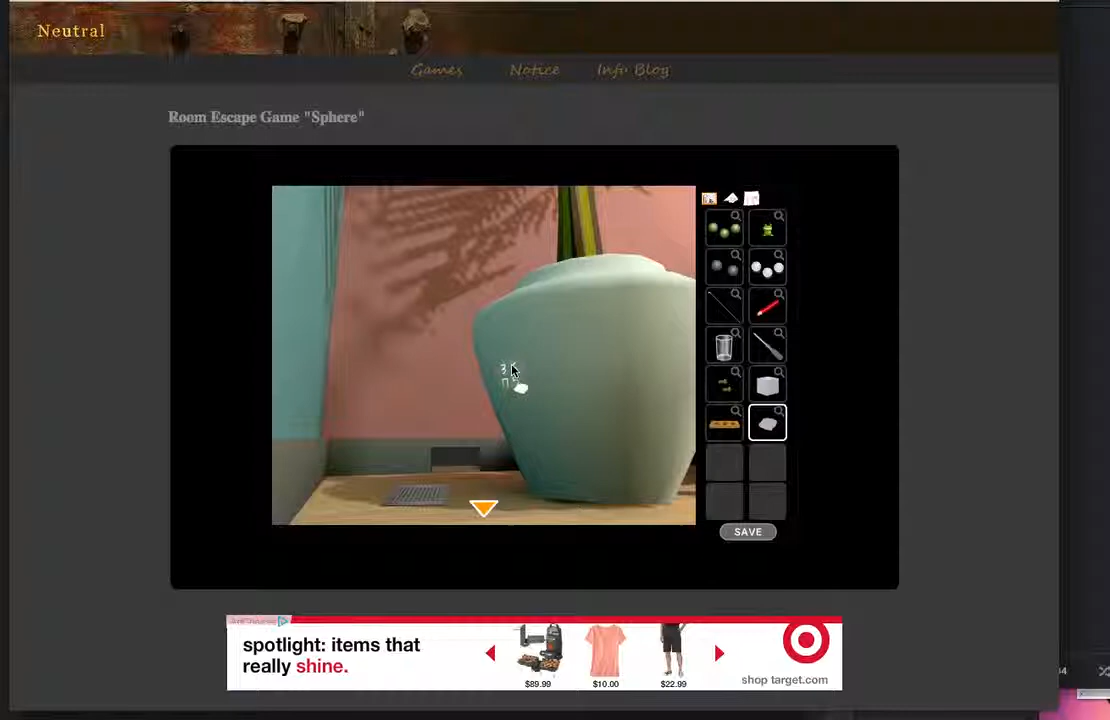 Neutral
Games Notice Info Blog
Room Escape Game "Sphere"
3
SAVE
spotlight: items that
really shine.
$89.99 $10.00 $22.99
shop target.com